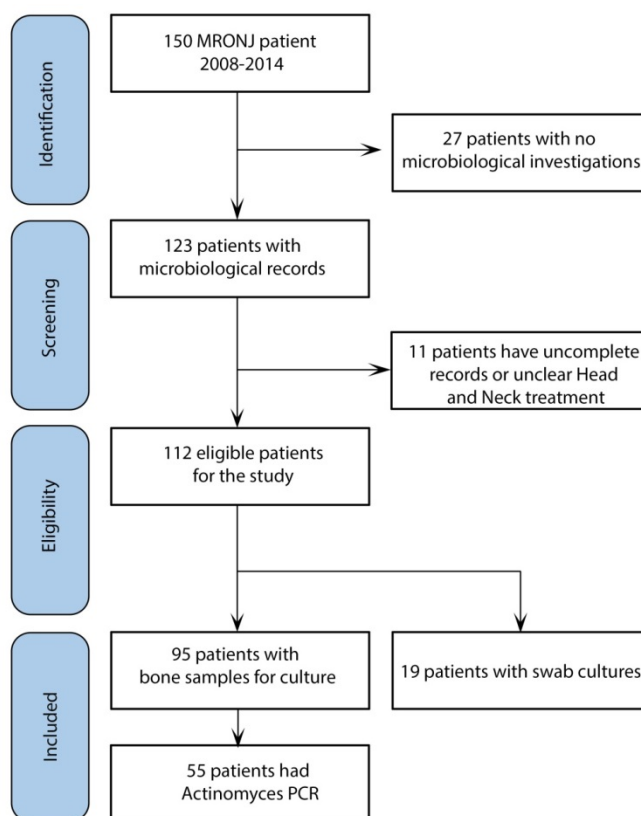 Identification
150 MRONJ patient
2008-2014
27 patients with no
microbiological investigations
Screening
123 patients with
microbiological records
11 patients have uncomplete
records or unclear Head
and Neck treatment
Eligibility
112 eligible patients
for the study
Included
95 patients with
bone samples for culture
19 patients with swab cultures
55 patients had
Actinomyces PCR